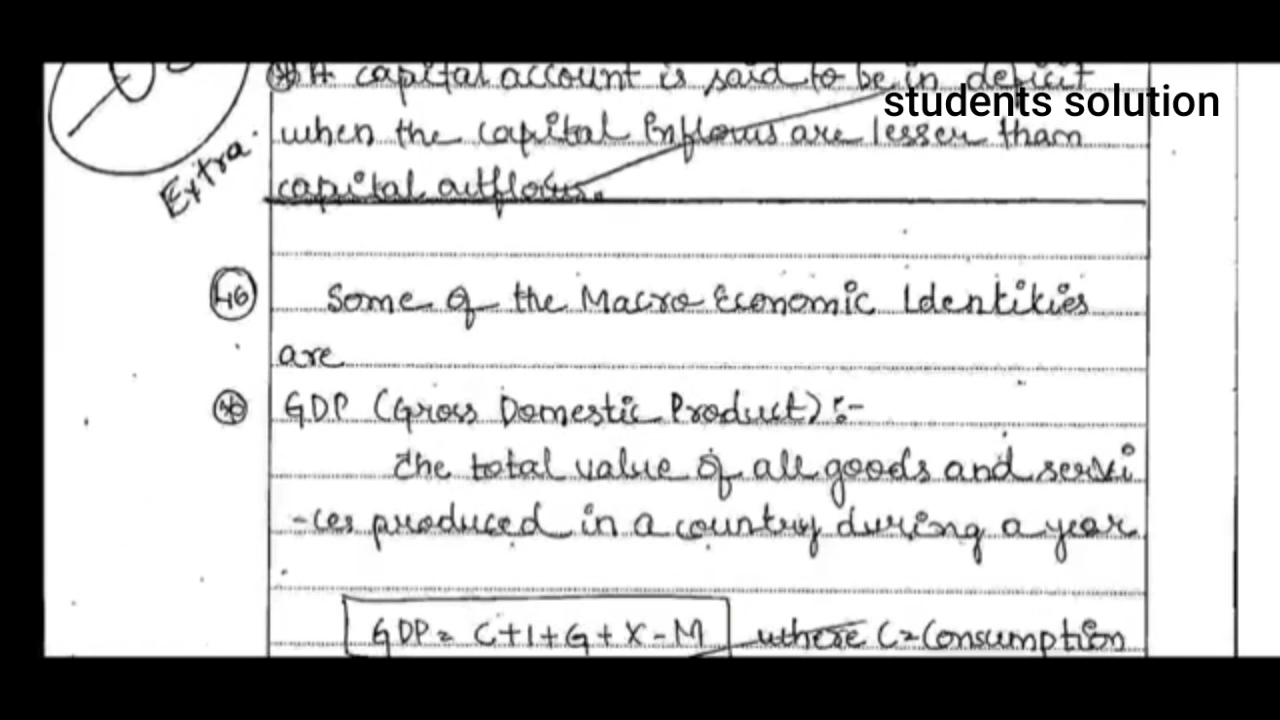 A capital account is said to be in deficit
students solution
when the capital Inflows are lesser than
capital outflows.
Extra.
46 Some of the Macro Economic Identities
are
GDP (Gross Domestic Product) :-
The total value of all goods and servi
-ces produced in a country during a year
GDP = C+I+G+X-M where C=Consumption